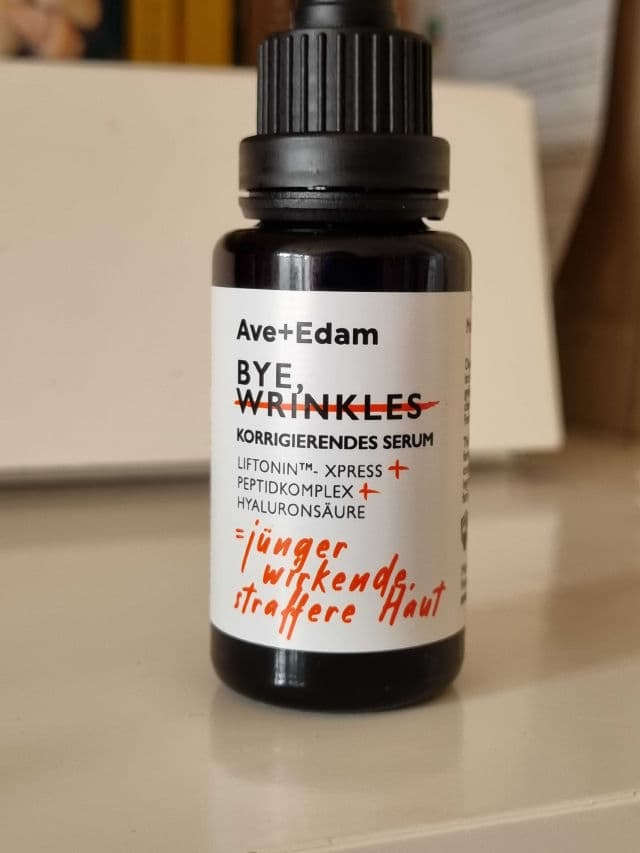 Ave+Edam
BYE,
WRINKLES
KORRIGIERENDES SERUM
LIFTONIN™- XPRESS +
PEPTIDKOMPLEX +
HYALURONSÄURE
=jünger
wirkende,
straffere Haut